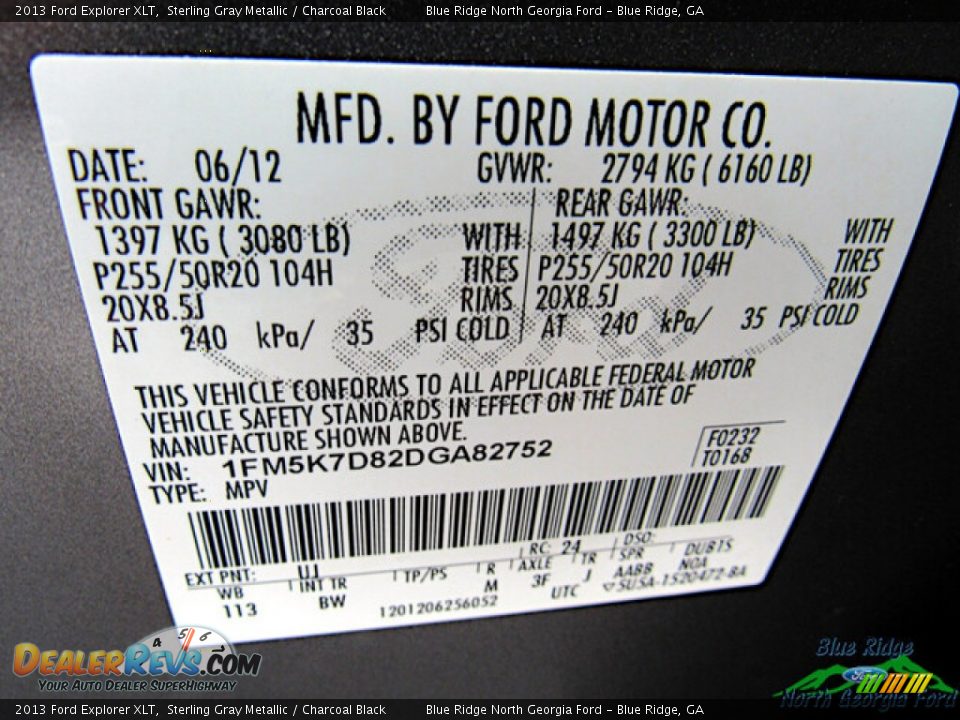 2013 Ford Explorer XLT, Sterling Gray Metallic / Charcoal Black Blue Ridge North Georgia Ford - Blue Ridge, GA
MFD. BY FORD MOTOR CO.
DATE: 06/12 GVWR: 2794 KG ( 6160 LB)
FRONT GAWR: REAR GAWR:
1397 KG ( 3080 LB) WITH 1497 KG ( 3300 LB) WITH
P255/50R20 104H TIRES P255/50R20 104H TIRES
20X8.5J RIMS 20X8.5J RIMS
AT 240 kPa/ 35 PSI COLD AT 240 kPa/ 35 PSI COLD
THIS VEHICLE CONFORMS TO ALL APPLICABLE FEDERAL MOTOR
VEHICLE SAFETY STANDARDS IN EFFECT ON THE DATE OF
MANUFACTURE SHOWN ABOVE.
VIN: 1FM5K7D82DGA82752 F0232
TYPE: MPV T0168
EXT PNT: UJ RC: 24 DSO:
WB INT TR TP/PS R AXLE TR SPR DUBTS
113 BW M 3F J AABB NOA
1201206256052 UTC SU5A-1520472-BA
4 5 6 7
DEALERREVS.COM
YOUR AUTO DEALER SUPERHIGHWAY
Blue Ridge
Ford
North Georgia Ford
2013 Ford Explorer XLT, Sterling Gray Metallic / Charcoal Black Blue Ridge North Georgia Ford - Blue Ridge, GA